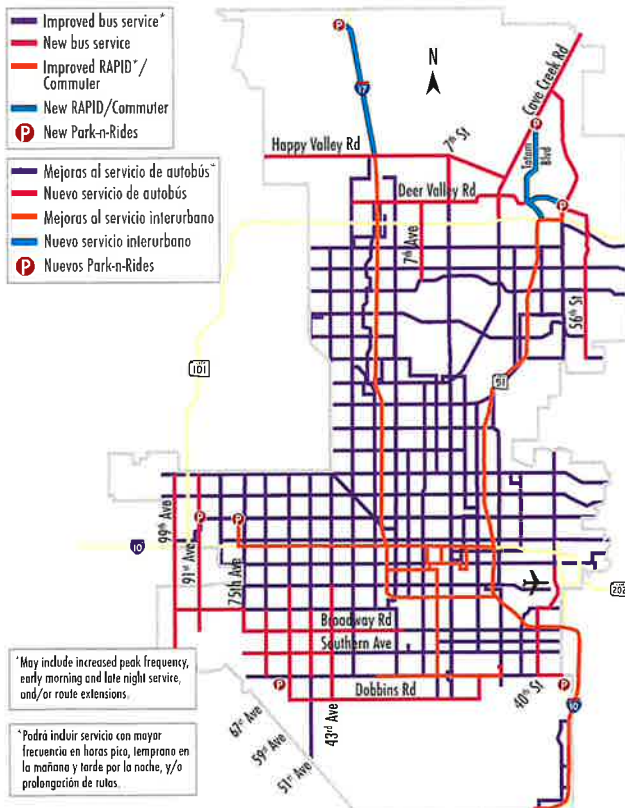 Improved bus service*
New bus service
Improved RAPID*/
Commuter
New RAPID/Commuter
P New Park-n-Rides
Mejoras al servicio de autobús*
Nuevo servicio de autobús
Mejoras al servicio interurbano
Nuevo servicio interurbano
P Nuevos Park-n-Rides
P
N
17
Cave Creek Rd
P
Tatum
Blvd
7th St
Happy Valley Rd
Deer Valley Rd
P
7th Ave
56th St
101
51
99th Ave
P
P
10
91st Ave
75th Ave
202
Broadway Rd
Southern Ave
P
Dobbins Rd
40th St
P
10
67st Ave
59st Ave
51st Ave
43rd Ave
*May include increased peak frequency,
early morning and late night service,
and/or route extensions.
*Podrá incluir servicio con mayor
frecuencia en horas pico, temprano en
la mañana y tarde por la noche, y/o
prolongación de rutas.